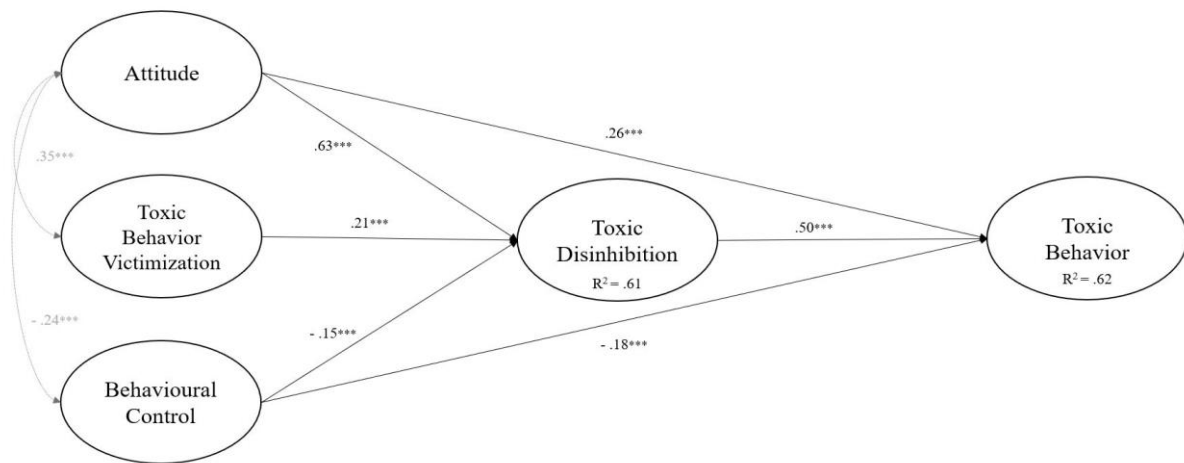 Attitude
.26***
.35***
.63***
Toxic
Behavior
Victimization
.21***
Toxic
Disinhibition
R² = .61
.50***
Toxic
Behavior
R² = .62
- .24***
- .15***
- .18***
Behavioural
Control